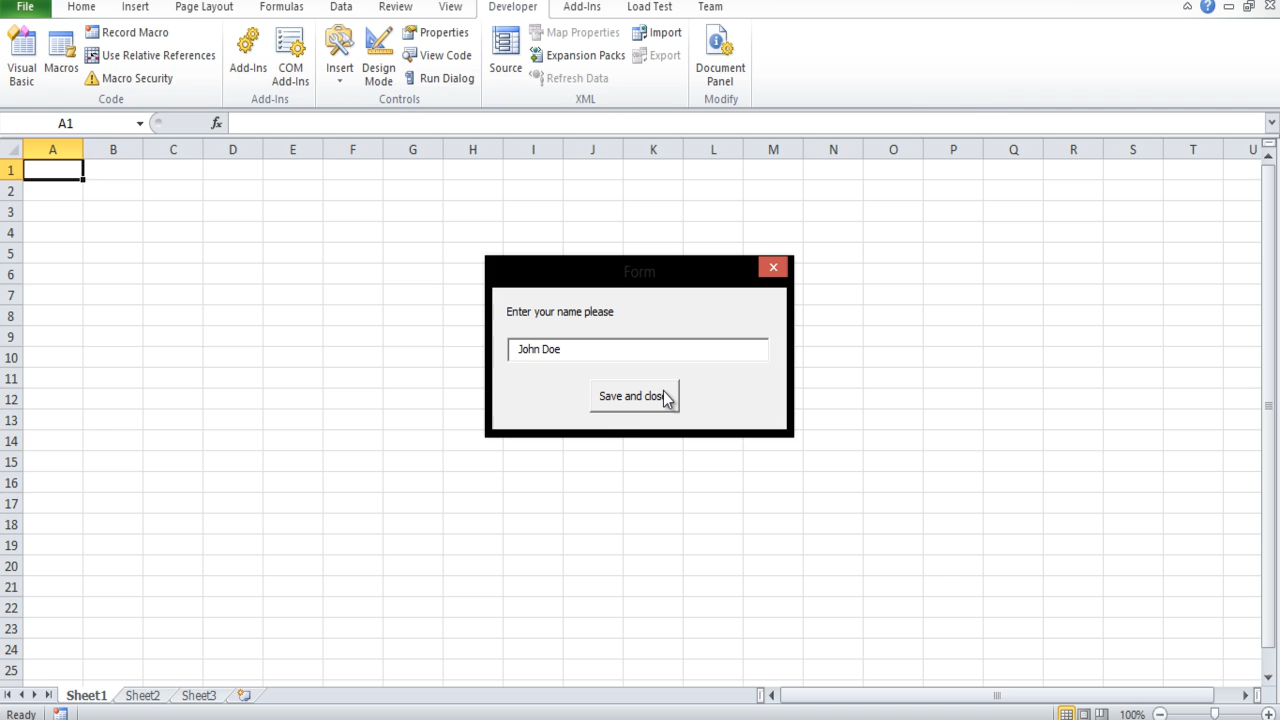 File Home Insert Page Layout Formulas Data Review View Developer Add-Ins Load Test Team
Visual Basic
Macros
Record Macro
Use Relative References
Macro Security
Code
Add-Ins
COM Add-Ins
Add-Ins
Insert
Design Mode
Properties
View Code
Run Dialog
Controls
Source
Map Properties
Expansion Packs
Refresh Data
Import
Export
XML
Document Panel
Modify
A1 fx
A B C D E F G H I J K L M N O P Q R S T U
1
2
3
4
5
6
7
8
9
10
11
12
13
14
15
16
17
18
19
20
21
22
23
24
25
Form
Enter your name please
John Doe
Save and close
Sheet1 Sheet2 Sheet3
Ready 100%